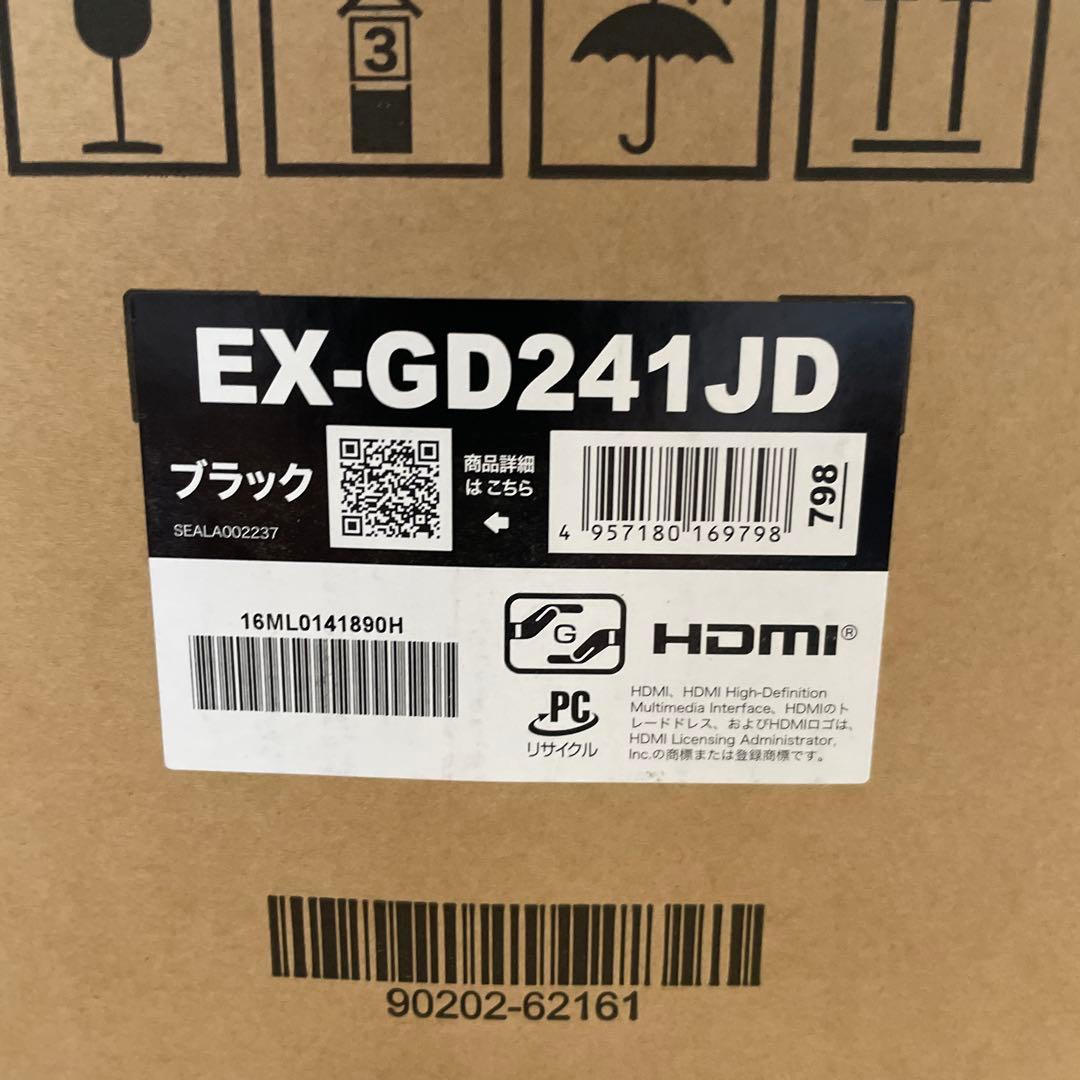 3
EX-GD241JD
ブラック
商品詳細
は こちら
SEALA002237
4 957180 169798
798
16ML0141890H
G
HDMI®
PC
リサイクル
HDMI、HDMI High-Definition
Multimedia Interface、HDMIのト
レードドレス、およびHDMIロゴは、
HDMI Licensing Administrator,
Inc.の商標または登録商標です。
90202-62161